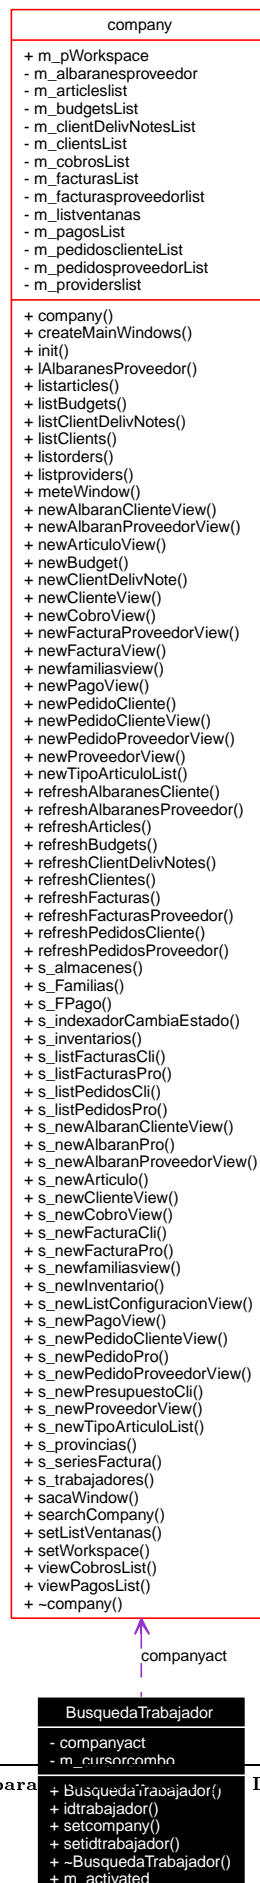 company
+ m_pWorkspace
- m_albaranesproveedor
- m_articleslist
- m_budgetsList
- m_clientDelivNotesList
- m_clientsList
- m_cobrosList
- m_facturasList
- m_facturasproveedorlist
- m_listventanas
- m_pagosList
- m_pedidosclienteList
- m_pedidosproveedorList
- m_providerslist
+ company()
+ createMainWindows()
+ init()
+ lAlbaranesProveedor()
+ listarticles()
+ listBudgets()
+ listClientDelivNotes()
+ listClients()
+ listorders()
+ listproviders()
+ meteWindow()
+ newAlbaranClienteView()
+ newAlbaranProveedorView()
+ newArticuloView()
+ newBudget()
+ newClientDelivNote()
+ newClienteView()
+ newCobroView()
+ newFacturaProveedorView()
+ newFacturaView()
+ newfamiliasview()
+ newPagoView()
+ newPedidoCliente()
+ newPedidoClienteView()
+ newPedidoProveedorView()
+ newProveedorView()
+ newTipoArticuloList()
+ refreshAlbaranesCliente()
+ refreshAlbaranesProveedor()
+ refreshArticles()
+ refreshBudgets()
+ refreshClientDelivNotes()
+ refreshClientes()
+ refreshFacturas()
+ refreshFacturasProveedor()
+ refreshPedidosCliente()
+ refreshPedidosProveedor()
+ s_almacenes()
+ s_Familias()
+ s_FPago()
+ s_indexadorCambiaEstado()
+ s_inventarios()
+ s_listFacturasCli()
+ s_listFacturasPro()
+ s_listPedidosCli()
+ s_listPedidosPro()
+ s_newAlbaranClienteView()
+ s_newAlbaranPro()
+ s_newAlbaranProveedorView()
+ s_newArticulo()
+ s_newClienteView()
+ s_newCobroView()
+ s_newFacturaCli()
+ s_newFacturaPro()
+ s_newfamiliasview()
+ s_newInventario()
+ s_newListConfiguracionView()
+ s_newPagoView()
+ s_newPedidoClienteView()
+ s_newPedidoPro()
+ s_newPedidoProveedorView()
+ s_newPresupuestoCli()
+ s_newProveedorView()
+ s_newTipoArticuloList()
+ s_provincias()
+ s_seriesFactura()
+ s_trabajadores()
+ sacaWindow()
+ searchCompany()
+ setListVentanas()
+ setWorkspace()
+ viewCobrosList()
+ viewPagosList()
+ ~company()
companyact
BusquedaTrabajador
- companyact
- m_cursorcombo
+ BusquedaTrabajador()
+ idtrabajador()
+ setcompany()
+ setidtrabajador()
+ ~BusquedaTrabajador()
+ m_activated